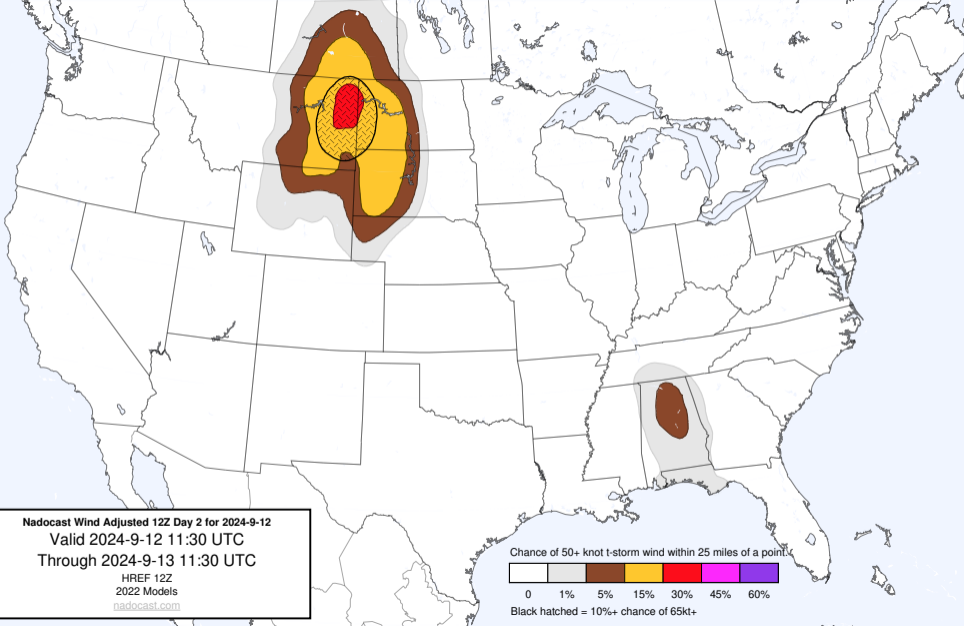 Nadocast Wind Adjusted 12Z Day 2 for 2024-9-12
Valid 2024-9-12 11:30 UTC
Through 2024-9-13 11:30 UTC
HREF 12Z
2022 Models
nadocast.com
Chance of 50+ knot t-storm wind within 25 miles of a point.
0 1% 5% 15% 30% 45% 60%
Black hatched = 10%+ chance of 65kt+